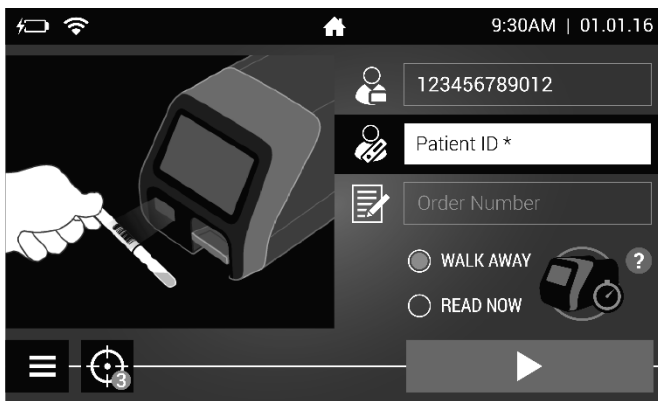 9:30AM | 01.01.16
123456789012
Patient ID *
Order Number
WALK AWAY
?
READ NOW
3